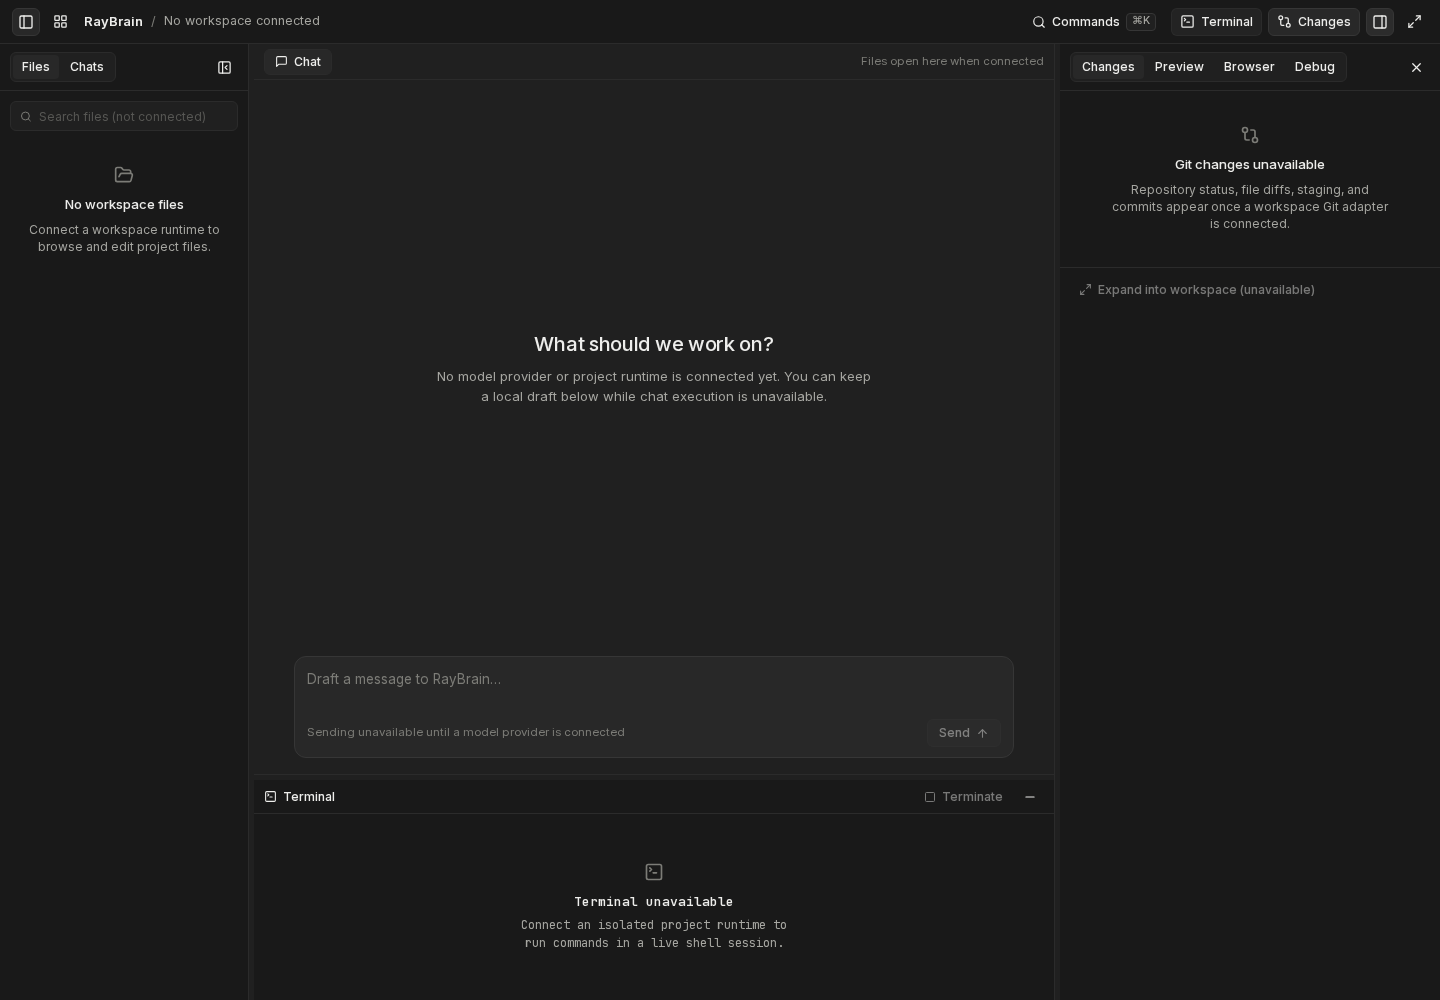 RayBrain / No workspace connected
Commands ⌘K
Terminal
Changes
Files
Chats
Search files (not connected)
No workspace files
Connect a workspace runtime to
browse and edit project files.
Chat
Files open here when connected
What should we work on?
No model provider or project runtime is connected yet. You can keep
a local draft below while chat execution is unavailable.
Draft a message to RayBrain…
Sending unavailable until a model provider is connected
Send
Terminal
Terminate
Terminal unavailable
Connect an isolated project runtime to
run commands in a live shell session.
Changes
Preview
Browser
Debug
Git changes unavailable
Repository status, file diffs, staging, and
commits appear once a workspace Git adapter
is connected.
Expand into workspace (unavailable)